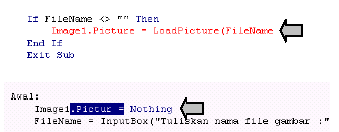 If FileName <> "" Then
Image1.Picture = LoadPicture(FileName
End If
Exit Sub
Awal:
Image1.Pictur = Nothing
FileName = InputBox("Tuliskan nama file gambar :"